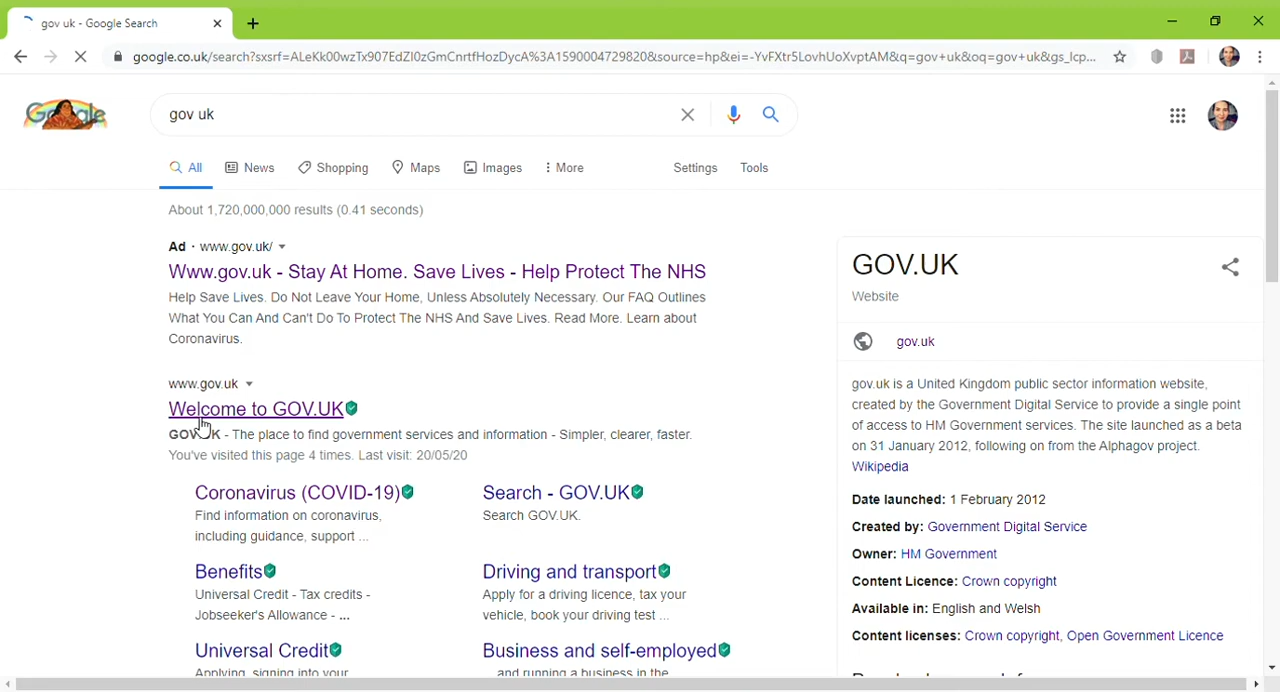 gov uk - Google Search
google.co.uk/search?sxsrf=ALeKk00wzTx907EdZl0zGmCnrtfHozDycA%3A1590004729820&source=hp&ei=-YvFXtr5LovhUoXvptAM&q=gov+uk&oq=gov+uk&gs_lcp...
Google
gov uk
All News Shopping Maps Images More Settings Tools
About 1,720,000,000 results (0.41 seconds)
Ad · www.gov.uk/
Www.gov.uk - Stay At Home. Save Lives - Help Protect The NHS
Help Save Lives. Do Not Leave Your Home, Unless Absolutely Necessary. Our FAQ Outlines
What You Can And Can't Do To Protect The NHS And Save Lives. Read More. Learn about
Coronavirus.
www.gov.uk
Welcome to GOV.UK
GOV.UK - The place to find government services and information - Simpler, clearer, faster.
You've visited this page 4 times. Last visit: 20/05/20
Coronavirus (COVID-19)
Find information on coronavirus,
including guidance, support ...
Search - GOV.UK
Search GOV.UK.
Benefits
Universal Credit - Tax credits -
Jobseeker's Allowance - ...
Driving and transport
Apply for a driving licence, tax your
vehicle, book your driving test ...
Universal Credit
Applying, signing into your
Business and self-employed
... and running a business in the
GOV.UK
Website
gov.uk
gov.uk is a United Kingdom public sector information website,
created by the Government Digital Service to provide a single point
of access to HM Government services. The site launched as a beta
on 31 January 2012, following on from the Alphagov project.
Wikipedia
Date launched: 1 February 2012
Created by: Government Digital Service
Owner: HM Government
Content Licence: Crown copyright
Available in: English and Welsh
Content licenses: Crown copyright, Open Government Licence